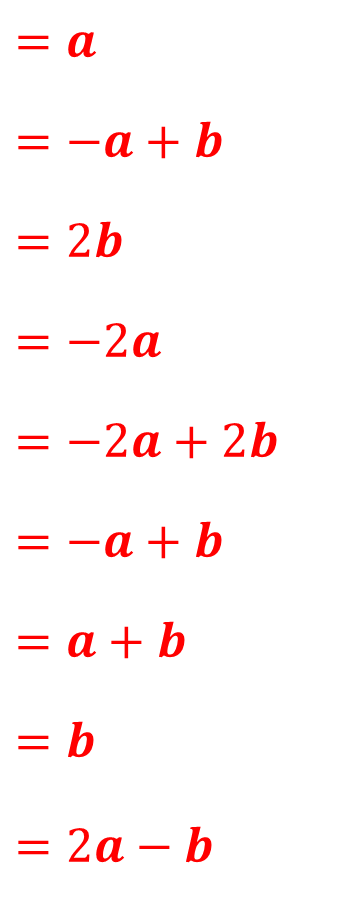 = a
= −a + b
= 2b
= −2a
= −2a + 2b
= −a + b
= a + b
= b
= 2a − b